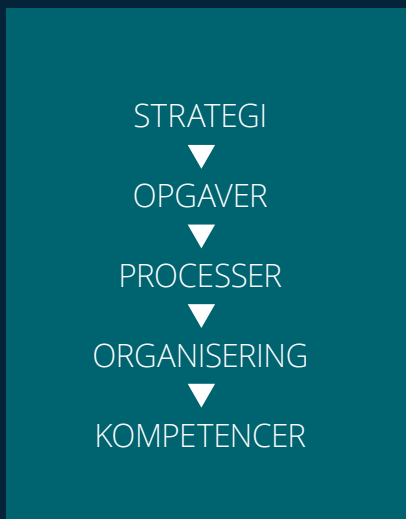 STRATEGI
OPGAVER
PROCESSER
ORGANISERING
KOMPETENCER